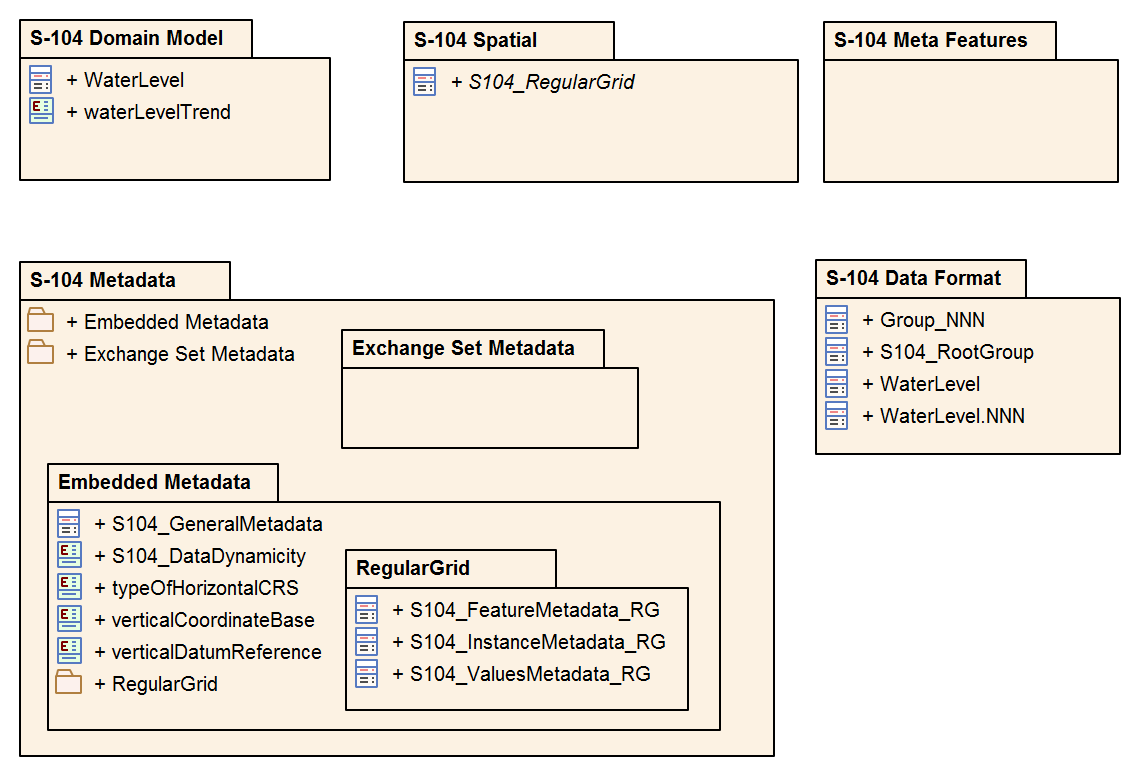 S-104 Domain Model
+ WaterLevel
E
+ waterLevelTrend
S-104 Spatial
+ S104_RegularGrid
S-104 Meta Features
S-104 Metadata
+ Embedded Metadata
+ Exchange Set Metadata
Exchange Set Metadata
Embedded Metadata
+ S104_GeneralMetadata
E
+ S104_DataDynamicity
E
+ typeOfHorizontalCRS
E
+ verticalCoordinateBase
E
+ verticalDatumReference
+ RegularGrid
RegularGrid
+ S104_FeatureMetadata_RG
+ S104_InstanceMetadata_RG
+ S104_ValuesMetadata_RG
S-104 Data Format
+ Group_NNN
+ S104_RootGroup
+ WaterLevel
+ WaterLevel.NNN